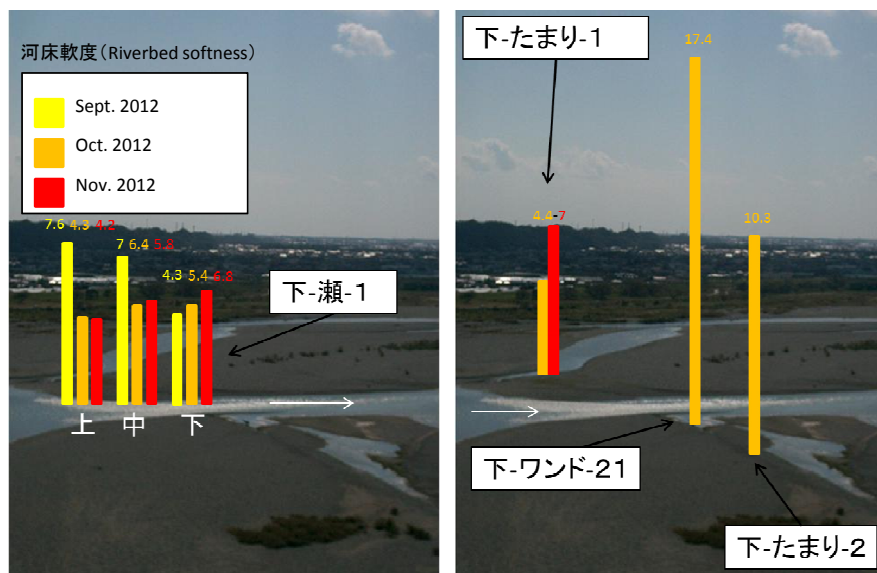 河床軟度(Riverbed softness)
Sept. 2012
Oct. 2012
Nov. 2012
7.6 4.3 4.2
7 6.4 5.8
4.3 5.4 6.8
下-瀬-1
上 中 下
下-たまり-1
17.4
4.4-7
10.3
下-ワンド-21
下-たまり-2